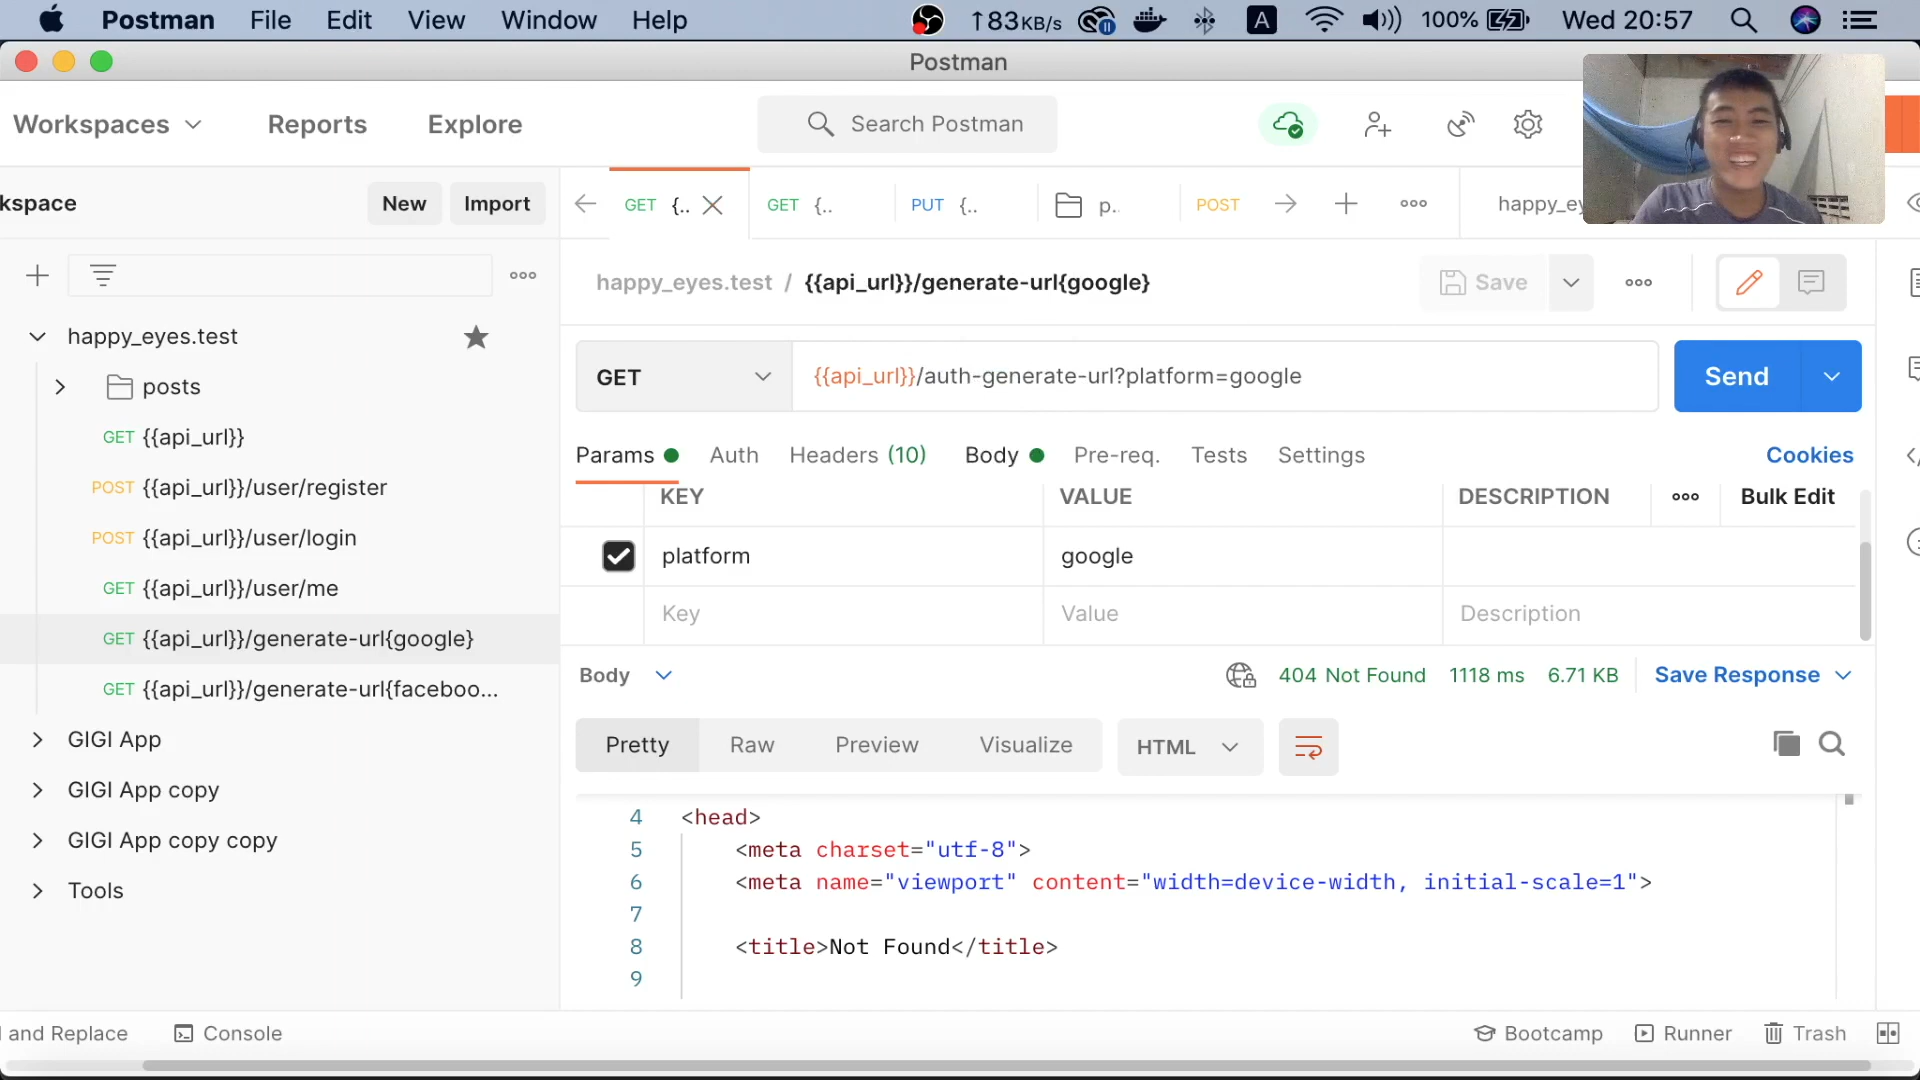 Postman File Edit View Window Help ↑83KB/s A 100% Wed 20:57
Postman
Workspaces Reports Explore Search Postman
kspace New Import GET {.. GET {.. PUT {.. p. POST happy_ey
happy_eyes.test / {{api_url}}/generate-url{google} Save
happy_eyes.test
posts
GET {{api_url}}
POST {{api_url}}/user/register
POST {{api_url}}/user/login
GET {{api_url}}/user/me
GET {{api_url}}/generate-url{google}
GET {{api_url}}/generate-url{faceboo...
GIGI App
GIGI App copy
GIGI App copy copy
Tools
GET {{api_url}}/auth-generate-url?platform=google Send
Params Auth Headers (10) Body Pre-req. Tests Settings Cookies
KEY VALUE DESCRIPTION Bulk Edit
platform google
Key Value Description
Body 404 Not Found 1118 ms 6.71 KB Save Response
Pretty Raw Preview Visualize HTML
4 <head>
5 <meta charset="utf-8">
6 <meta name="viewport" content="width=device-width, initial-scale=1">
7
8 <title>Not Found</title>
9
and Replace Console Bootcamp Runner Trash